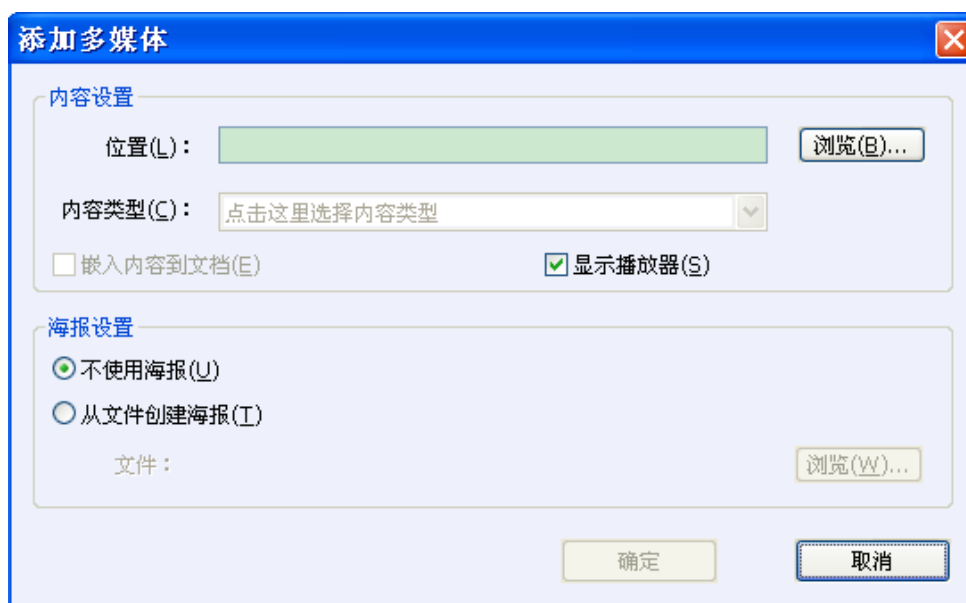 添加多媒体
内容设置
位置(L)： 浏览(B)...
内容类型(C)： 点击这里选择内容类型
嵌入内容到文档(E) 显示播放器(S)
海报设置
不使用海报(U)
从文件创建海报(T)
文件： 浏览(W)...
确定 取消